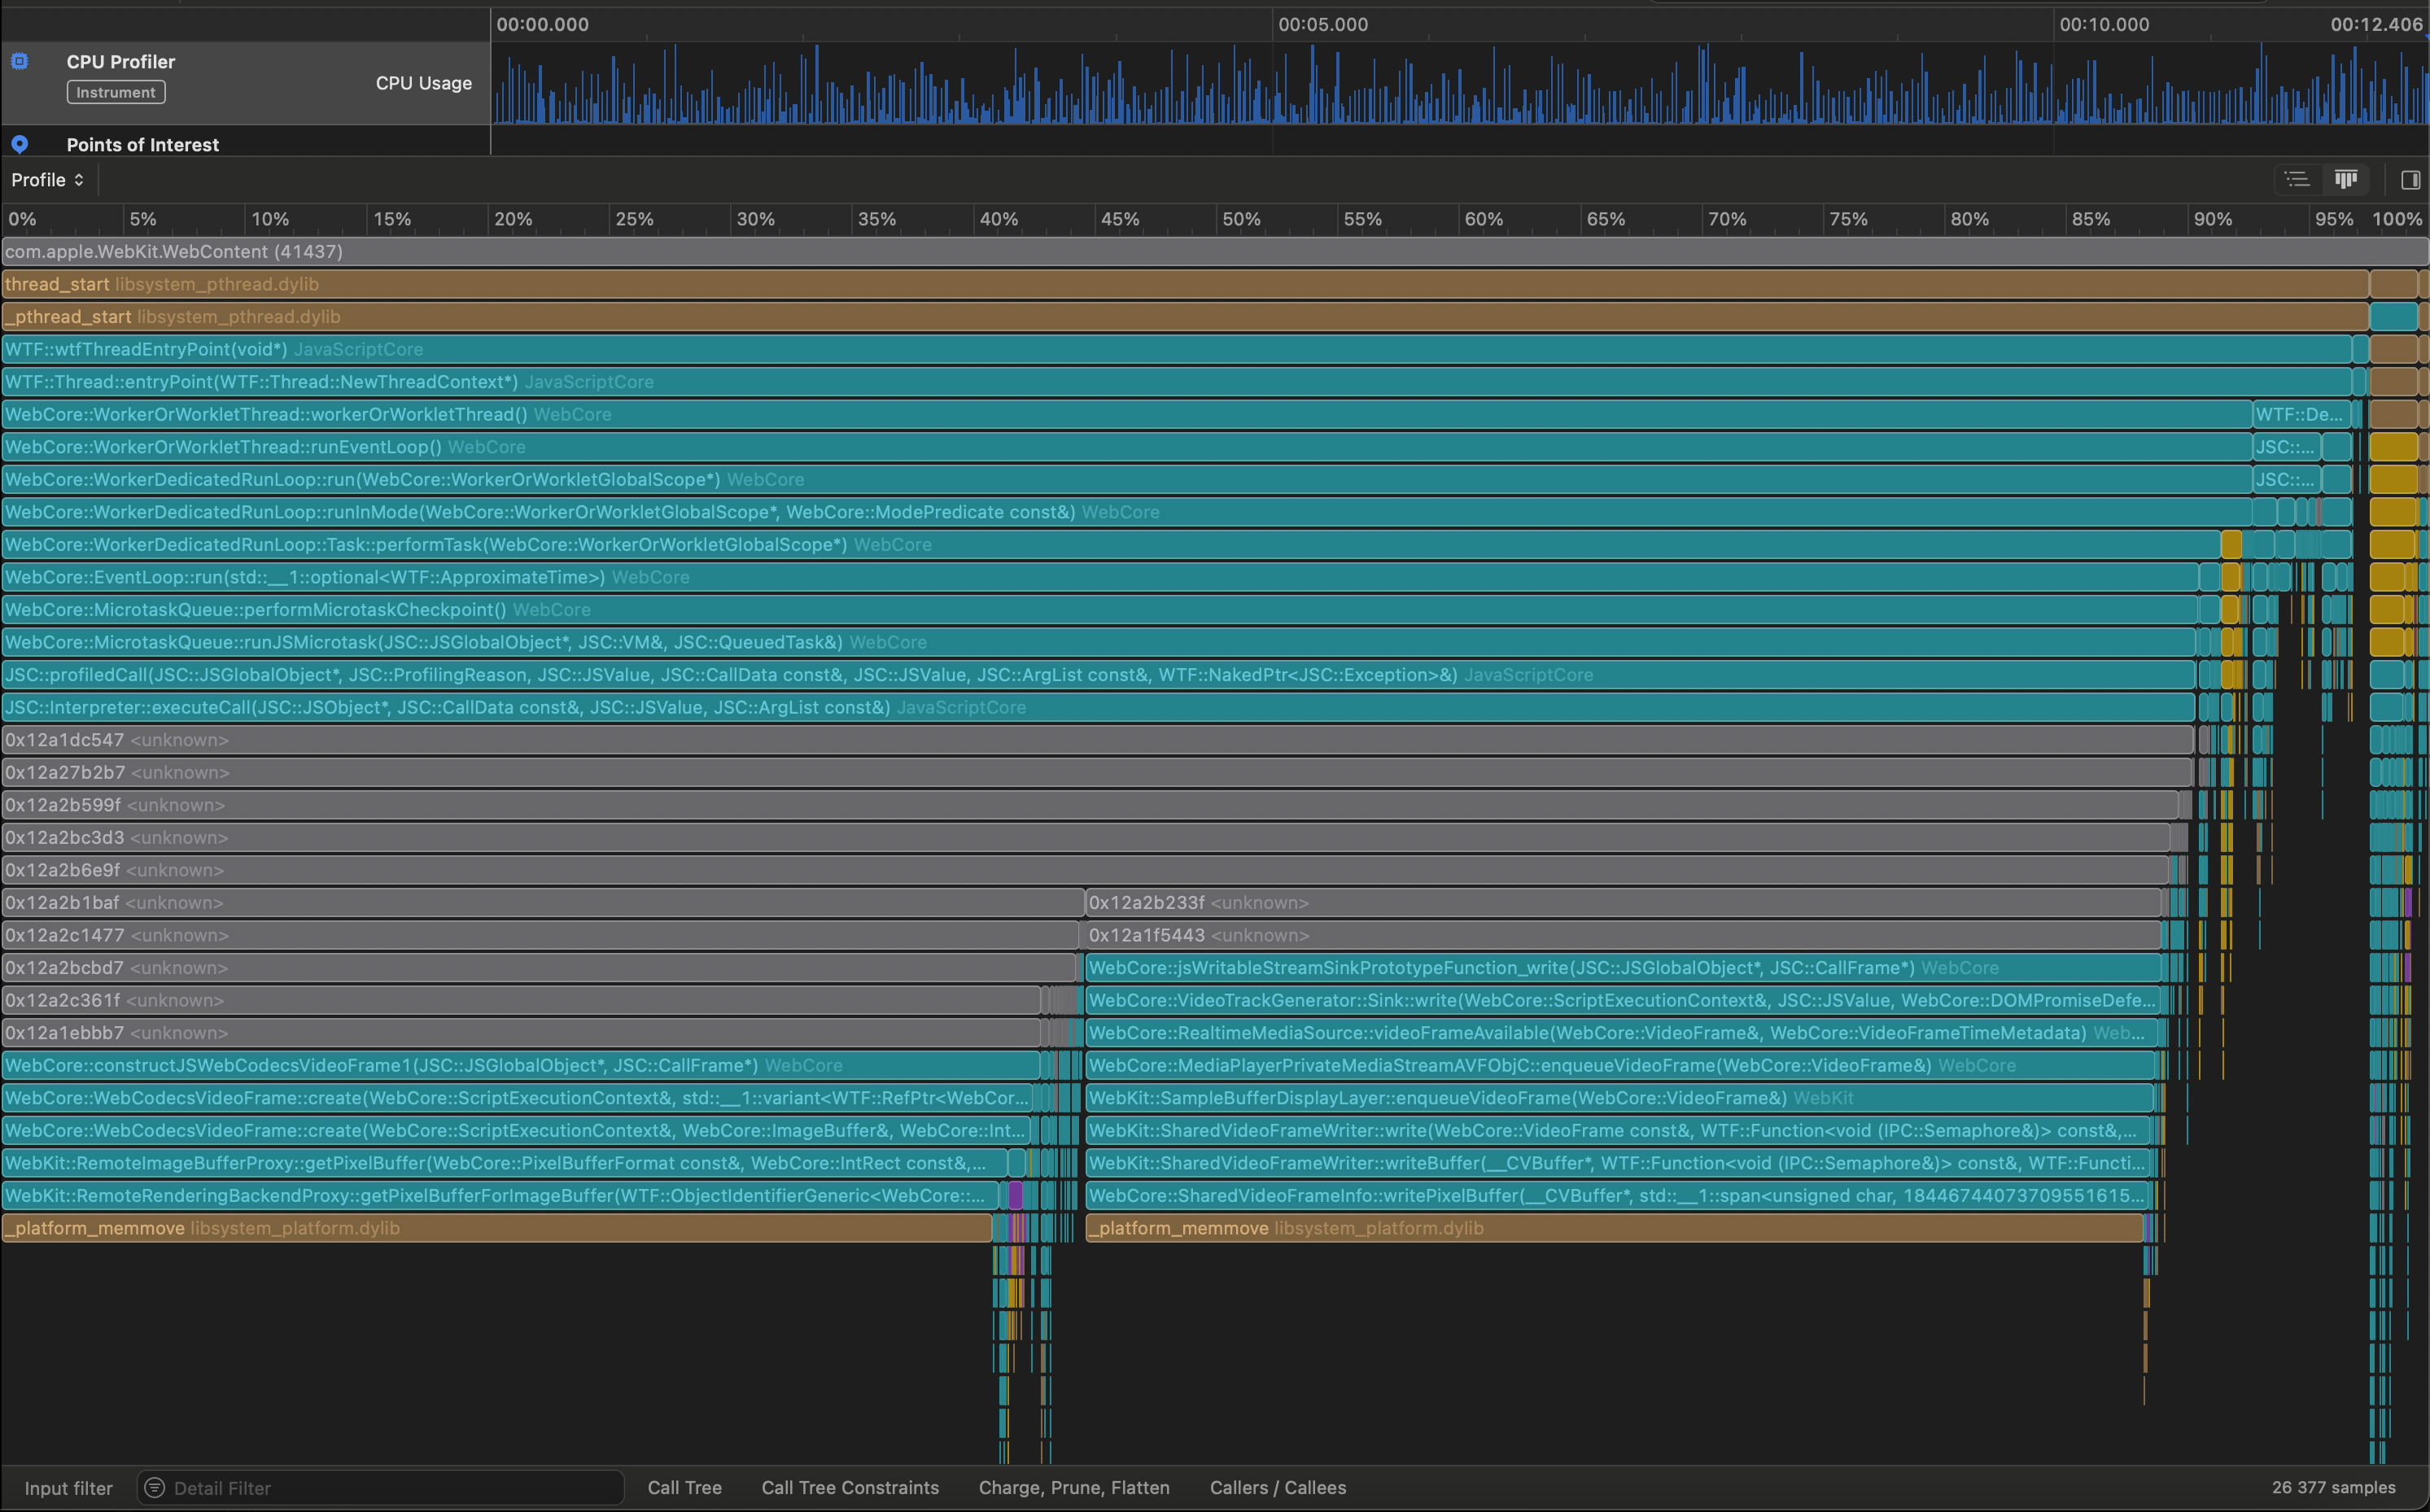 00:00.000 00:05.000 00:10.000 00:12.406
CPU Profiler
Instrument
CPU Usage
Points of Interest
Profile
0% 5% 10% 15% 20% 25% 30% 35% 40% 45% 50% 55% 60% 65% 70% 75% 80% 85% 90% 95% 100%
com.apple.WebKit.WebContent (41437)
thread_start libsystem_pthread.dylib
_pthread_start libsystem_pthread.dylib
WTF::wtfThreadEntryPoint(void*) JavaScriptCore
WTF::Thread::entryPoint(WTF::Thread::NewThreadContext*) JavaScriptCore
WebCore::WorkerOrWorkletThread::workerOrWorkletThread() WebCore WTF::De...
WebCore::WorkerOrWorkletThread::runEventLoop() WebCore JSC::...
WebCore::WorkerDedicatedRunLoop::run(WebCore::WorkerOrWorkletGlobalScope*) WebCore JSC::...
WebCore::WorkerDedicatedRunLoop::runInMode(WebCore::WorkerOrWorkletGlobalScope*, WebCore::ModePredicate const&) WebCore
WebCore::WorkerDedicatedRunLoop::Task::performTask(WebCore::WorkerOrWorkletGlobalScope*) WebCore
WebCore::EventLoop::run(std::__1::optional<WTF::ApproximateTime>) WebCore
WebCore::MicrotaskQueue::performMicrotaskCheckpoint() WebCore
WebCore::MicrotaskQueue::runJSMicrotask(JSC::JSGlobalObject*, JSC::VM&, JSC::QueuedTask&) WebCore
JSC::profiledCall(JSC::JSGlobalObject*, JSC::ProfilingReason, JSC::JSValue, JSC::CallData const&, JSC::JSValue, JSC::ArgList const&, WTF::NakedPtr<JSC::Exception>&) JavaScriptCore
JSC::Interpreter::executeCall(JSC::JSObject*, JSC::CallData const&, JSC::JSValue, JSC::ArgList const&) JavaScriptCore
0x12a1dc547 <unknown>
0x12a27b2b7 <unknown>
0x12a2b599f <unknown>
0x12a2bc3d3 <unknown>
0x12a2b6e9f <unknown>
0x12a2b1baf <unknown> 0x12a2b233f <unknown>
0x12a2c1477 <unknown> 0x12a1f5443 <unknown>
0x12a2bcbd7 <unknown> WebCore::jsWritableStreamSinkPrototypeFunction_write(JSC::JSGlobalObject*, JSC::CallFrame*) WebCore
0x12a2c361f <unknown> WebCore::VideoTrackGenerator::Sink::write(WebCore::ScriptExecutionContext&, JSC::JSValue, WebCore::DOMPromiseDefe...
0x12a1ebbb7 <unknown> WebCore::RealtimeMediaSource::videoFrameAvailable(WebCore::VideoFrame&, WebCore::VideoFrameTimeMetadata) Web...
WebCore::constructJSWebCodecsVideoFrame1(JSC::JSGlobalObject*, JSC::CallFrame*) WebCore WebCore::MediaPlayerPrivateMediaStreamAVFObjC::enqueueVideoFrame(WebCore::VideoFrame&) WebCore
WebCore::WebCodecsVideoFrame::create(WebCore::ScriptExecutionContext&, std::__1::variant<WTF::RefPtr<WebCor... WebKit::SampleBufferDisplayLayer::enqueueVideoFrame(WebCore::VideoFrame&) WebKit
WebCore::WebCodecsVideoFrame::create(WebCore::ScriptExecutionContext&, WebCore::ImageBuffer&, WebCore::Int... WebKit::SharedVideoFrameWriter::write(WebCore::VideoFrame const&, WTF::Function<void (IPC::Semaphore&)> const&,...
WebKit::RemoteImageBufferProxy::getPixelBuffer(WebCore::PixelBufferFormat const&, WebCore::IntRect const&,... WebKit::SharedVideoFrameWriter::writeBuffer(__CVBuffer*, WTF::Function<void (IPC::Semaphore&)> const&, WTF::Functi...
WebKit::RemoteRenderingBackendProxy::getPixelBufferForImageBuffer(WTF::ObjectIdentifierGeneric<WebCore::... WebCore::SharedVideoFrameInfo::writePixelBuffer(__CVBuffer*, std::__1::span<unsigned char, 18446744073709551615...
_platform_memmove libsystem_platform.dylib _platform_memmove libsystem_platform.dylib
Input filter Detail Filter Call Tree Call Tree Constraints Charge, Prune, Flatten Callers / Callees 26 377 samples